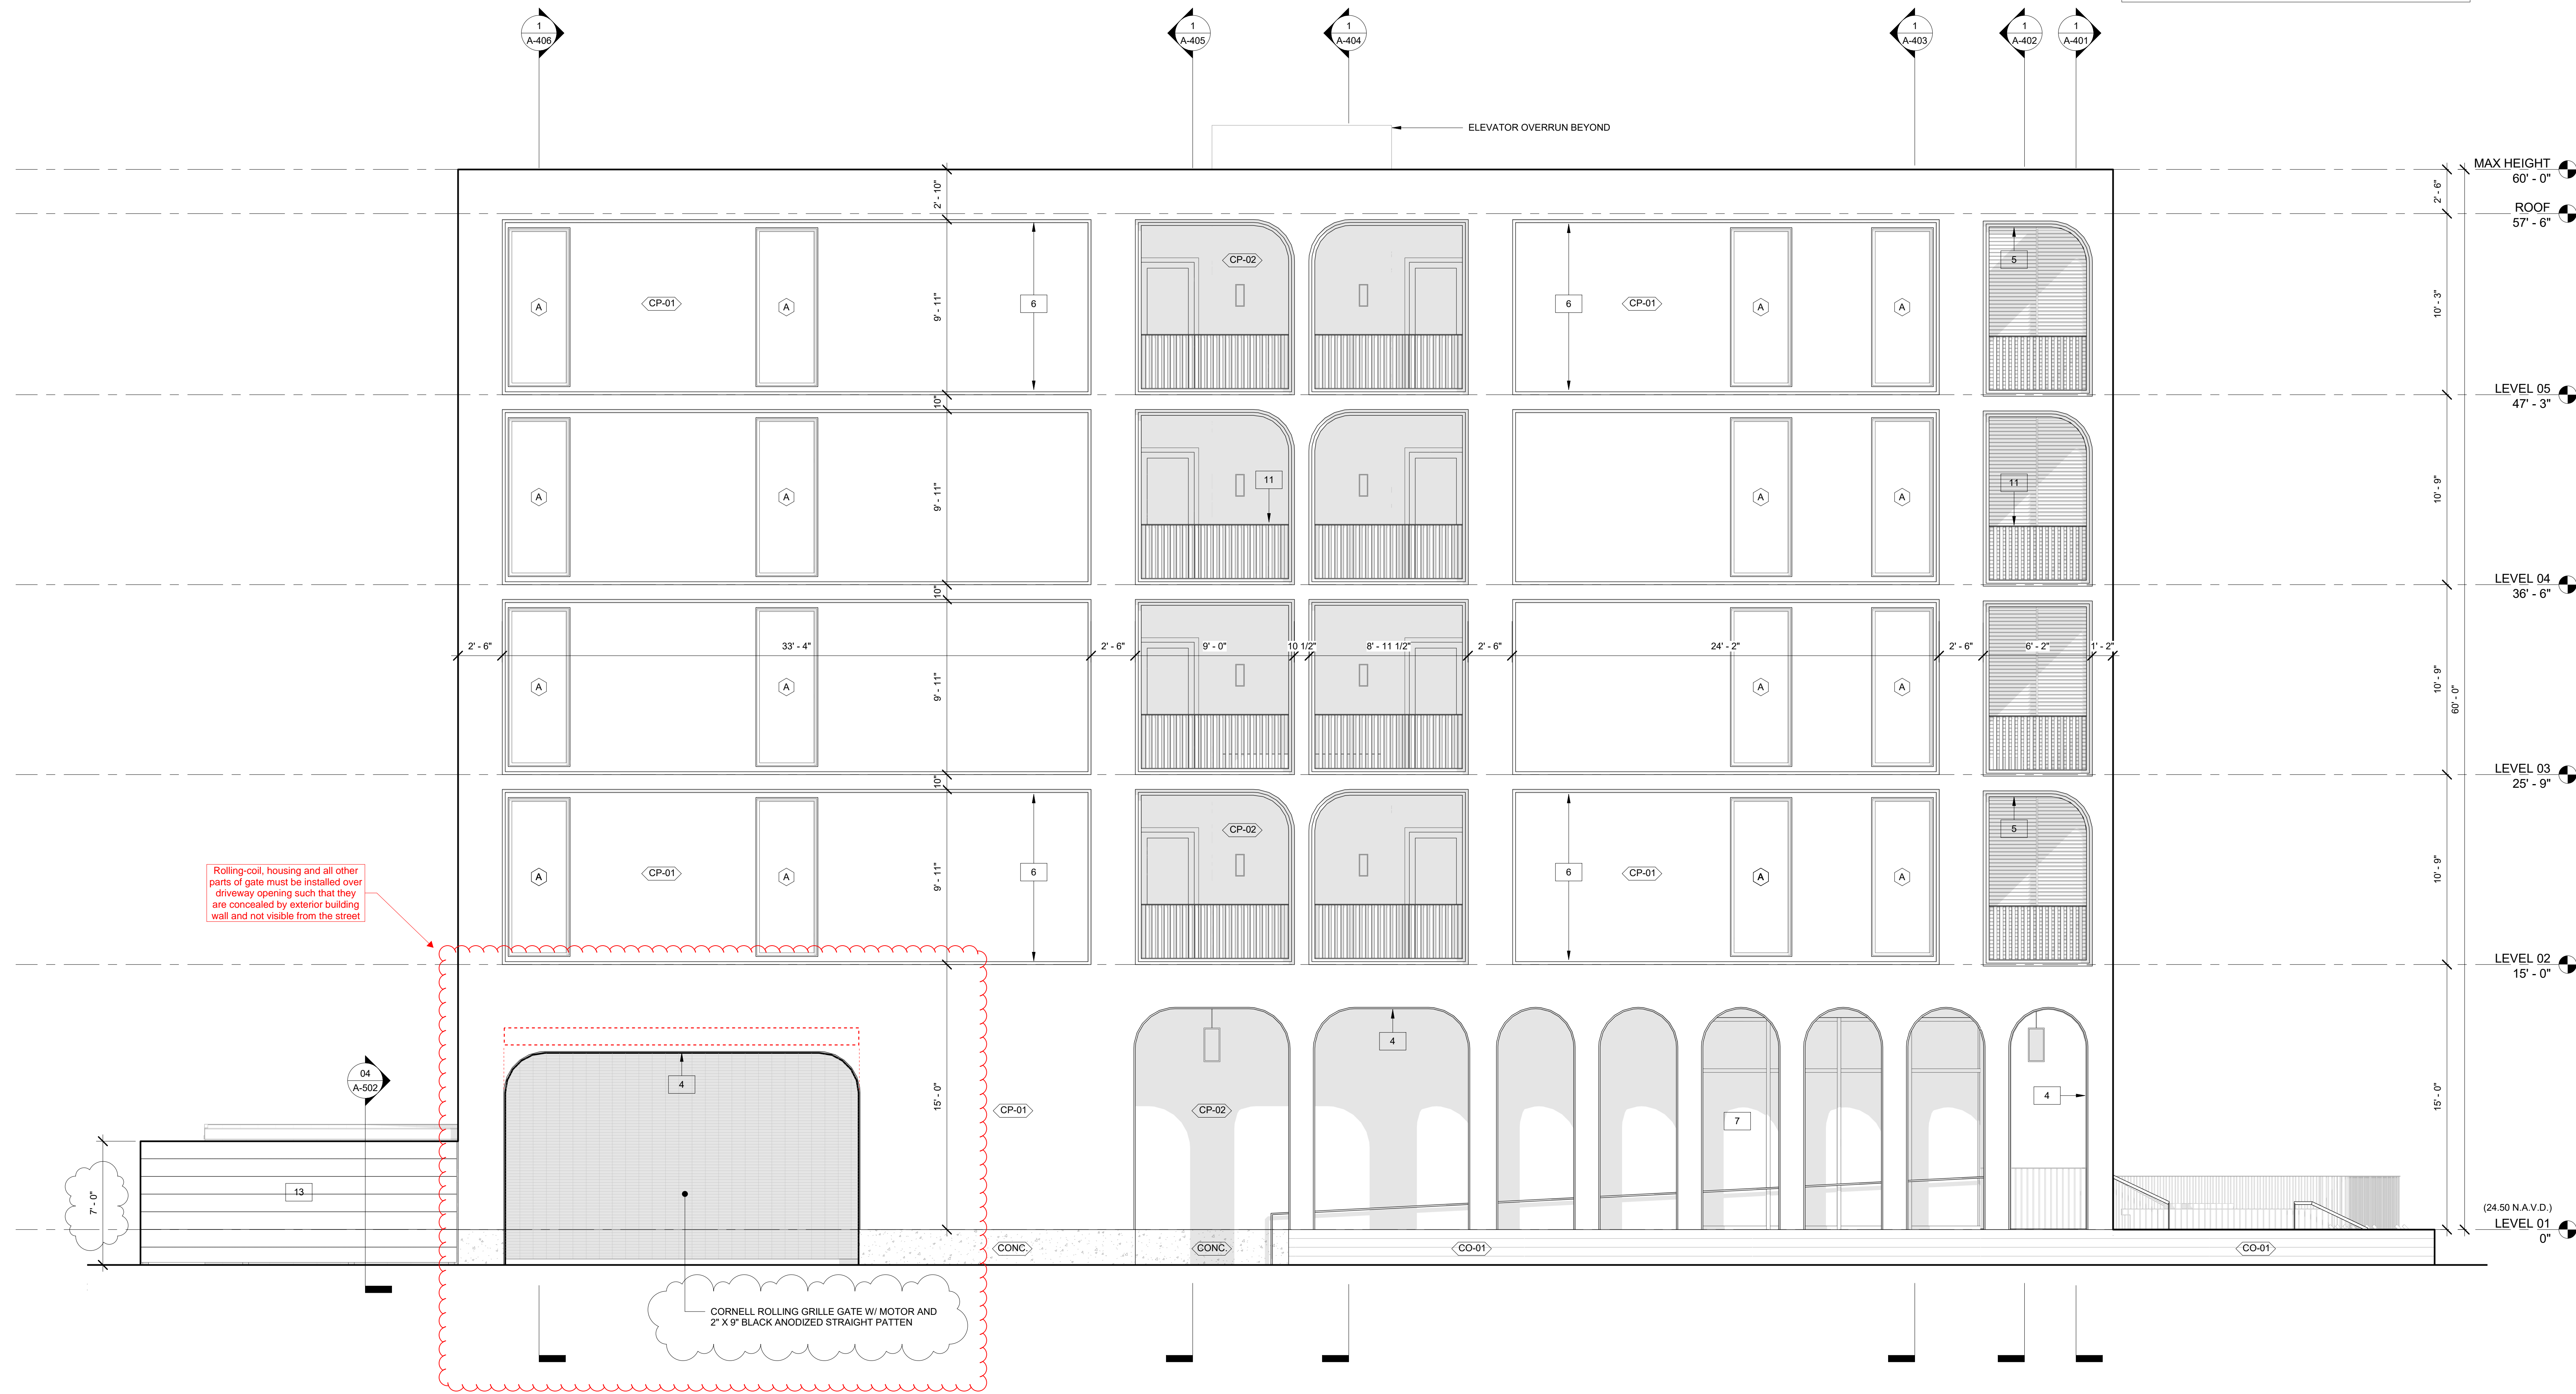 1
A-406
1
A-405
1
A-404
1
A-403
1
A-402
1
A-401
ELEVATOR OVERRUN BEYOND
MAX HEIGHT
60' - 0"
2' - 10"
2' - 6"
ROOF
57' - 6"
A
CP-01
A
9' - 11"
6
CP-02
6
CP-01
A
A
5
10' - 3"
10"
LEVEL 05
47' - 3"
A
A
9' - 11"
11
A
A
11
10' - 9"
10"
LEVEL 04
36' - 6"
2' - 6"
33' - 4"
2' - 6"
9' - 0"
10 1/2"
8' - 11 1/2"
2' - 6"
24' - 2"
2' - 6"
6' - 2"
1' - 2"
A
A
9' - 11"
A
A
10' - 9"
60' - 0"
10"
LEVEL 03
25' - 9"
CP-02
5
Rolling-coil, housing and all other
parts of gate must be installed over
driveway opening such that they
are concealed by exterior building
wall and not visible from the street
A
CP-01
A
9' - 11"
6
6
CP-01
A
A
10' - 9"
LEVEL 02
15' - 0"
04
A-502
4
4
15' - 0"
CP-01
CP-02
7
4
15' - 0"
7' - 0"
13
(24.50 N.A.V.D.)
LEVEL 01
0"
CONC.
CONC.
CO-01
CO-01
CORNELL ROLLING GRILLE GATE W/ MOTOR AND
2" X 9" BLACK ANODIZED STRAIGHT PATTEN